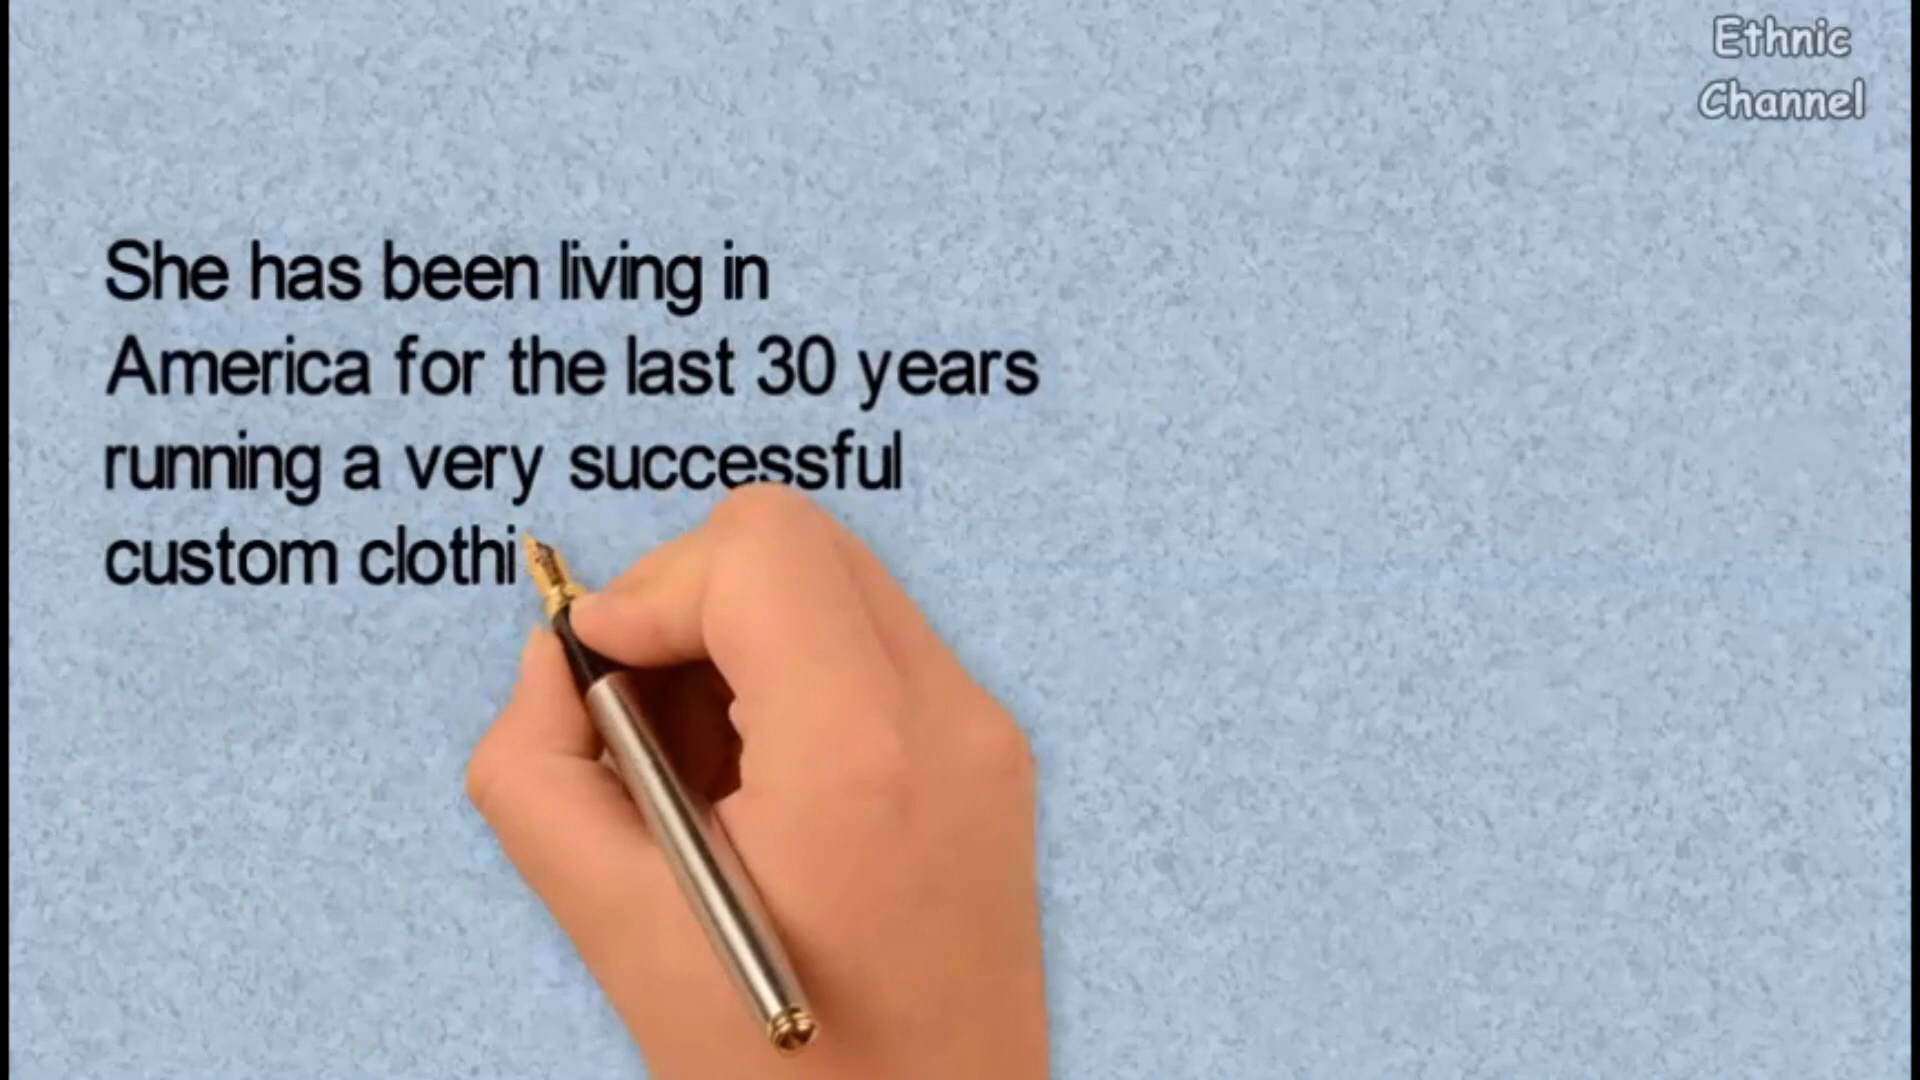 Ethnic
Channel
She has been living in
America for the last 30 years
running a very successful
custom clothi